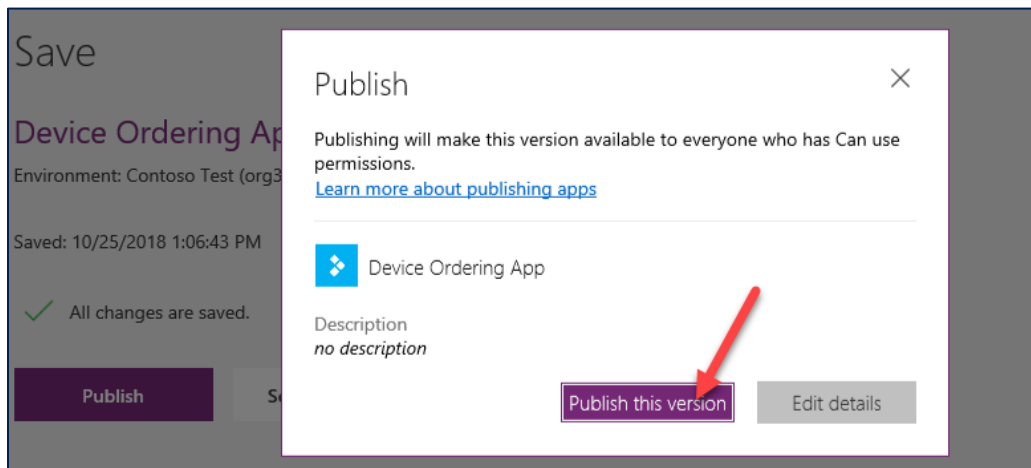 Save
Device Ordering Ap
Environment: Contoso Test (org3
Saved: 10/25/2018 1:06:43 PM
All changes are saved.
Publish
Publish
Publishing will make this version available to everyone who has Can use
permissions.
Learn more about publishing apps
Device Ordering App
Description
no description
Publish this version
Edit details